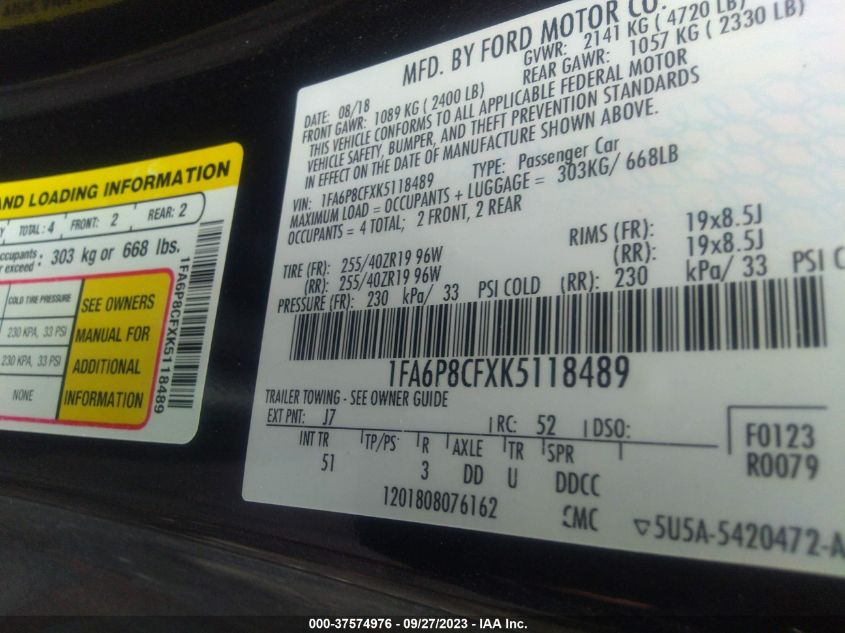 MFD. BY FORD MOTOR CO.
DATE: 08/18 GVWR: 2141 KG ( 4720 LB)
FRONT GAWR: 1089 KG ( 2400 LB) REAR GAWR: 1057 KG ( 2330 LB)
THIS VEHICLE CONFORMS TO ALL APPLICABLE FEDERAL MOTOR
VEHICLE SAFETY, BUMPER, AND THEFT PREVENTION STANDARDS
IN EFFECT ON THE DATE OF MANUFACTURE SHOWN ABOVE.
VIN: 1FA6P8CFXK5118489 TYPE: Passenger Car
MAXIMUM LOAD = OCCUPANTS + LUGGAGE = 303KG/ 668LB
OCCUPANTS = 4 TOTAL; 2 FRONT, 2 REAR
TIRE (FR): 255/40ZR19 96W RIMS (FR): 19x8.5J
(RR): 255/40ZR19 96W (RR): 19x8.5J
PRESSURE (FR): 230 kPa/ 33 PSI COLD (RR): 230 kPa/ 33 PSI
1FA6P8CFXK5118489
TRAILER TOWING - SEE OWNER GUIDE
EXT PNT: J7 RC: 52 DSO:
INT TR TP/PS R AXLE TR SPR
51 3 DD U DDCC
F0123
R0079
1201808076162
5U5A-5420472-A
AND LOADING INFORMATION
TOTAL: 4 FRONT: 2 REAR: 2
303 kg or 668 lbs.
COLD TIRE PRESSURE
230 KPA, 33 PSI
230 KPA, 33 PSI
NONE
SEE OWNERS
MANUAL FOR
ADDITIONAL
INFORMATION
1FA6P8CFXK5118489
000-37574976 / 09/27/2023 - IAA Inc.